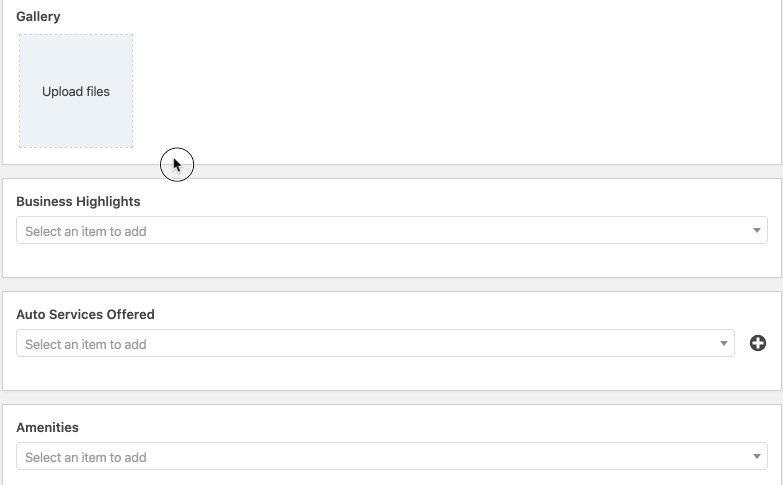 Gallery
Upload files
Business Highlights
Select an item to add
Auto Services Offered
Select an item to add
Amenities
Select an item to add